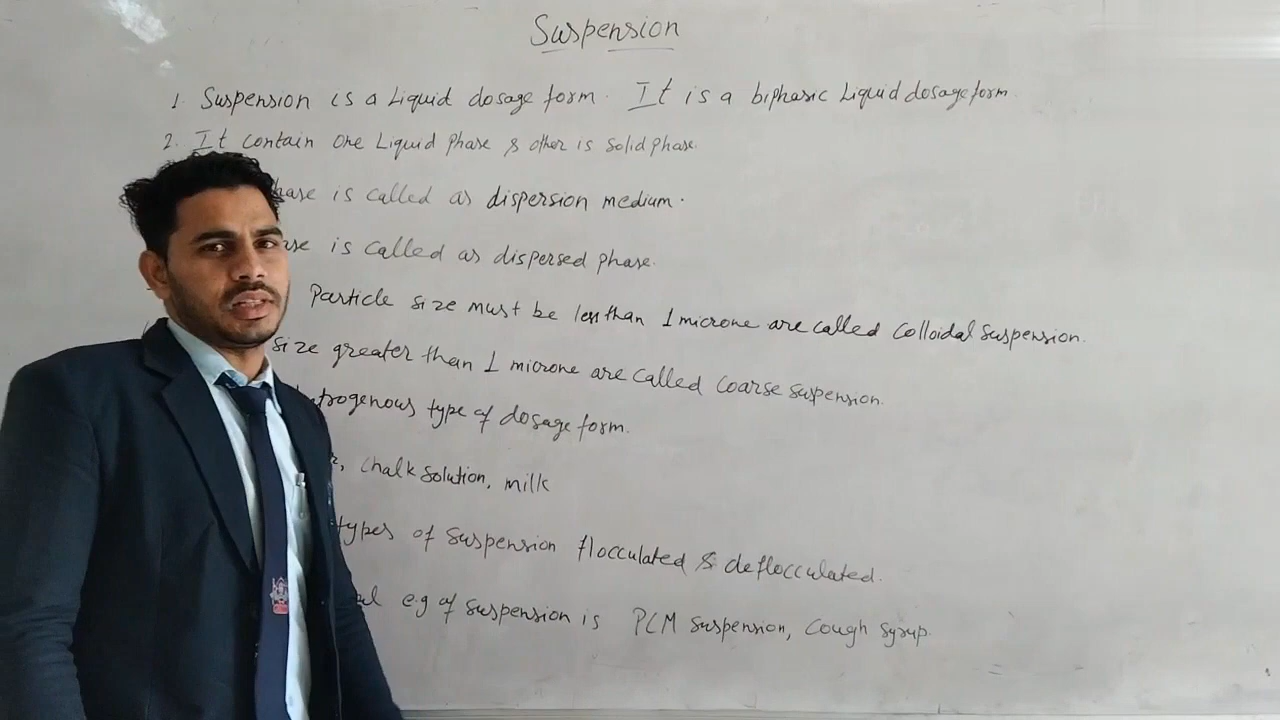 Suspension
1. Suspension is a Liquid dosage form. It is a biphasic Liquid dosage form.
2. It contain one Liquid phase & other is solid phase.
phase is called as dispersion medium.
is called as dispersed phase.
Particle size must be less than 1 microne are called Colloidal suspension.
size greater than 1 microne are called Coarse suspension.
trogenous type of dosage form.
, chalk solution, milk
types of suspension flocculated & deflocculated.
e.g of suspension is PCM suspension, Cough syrup.